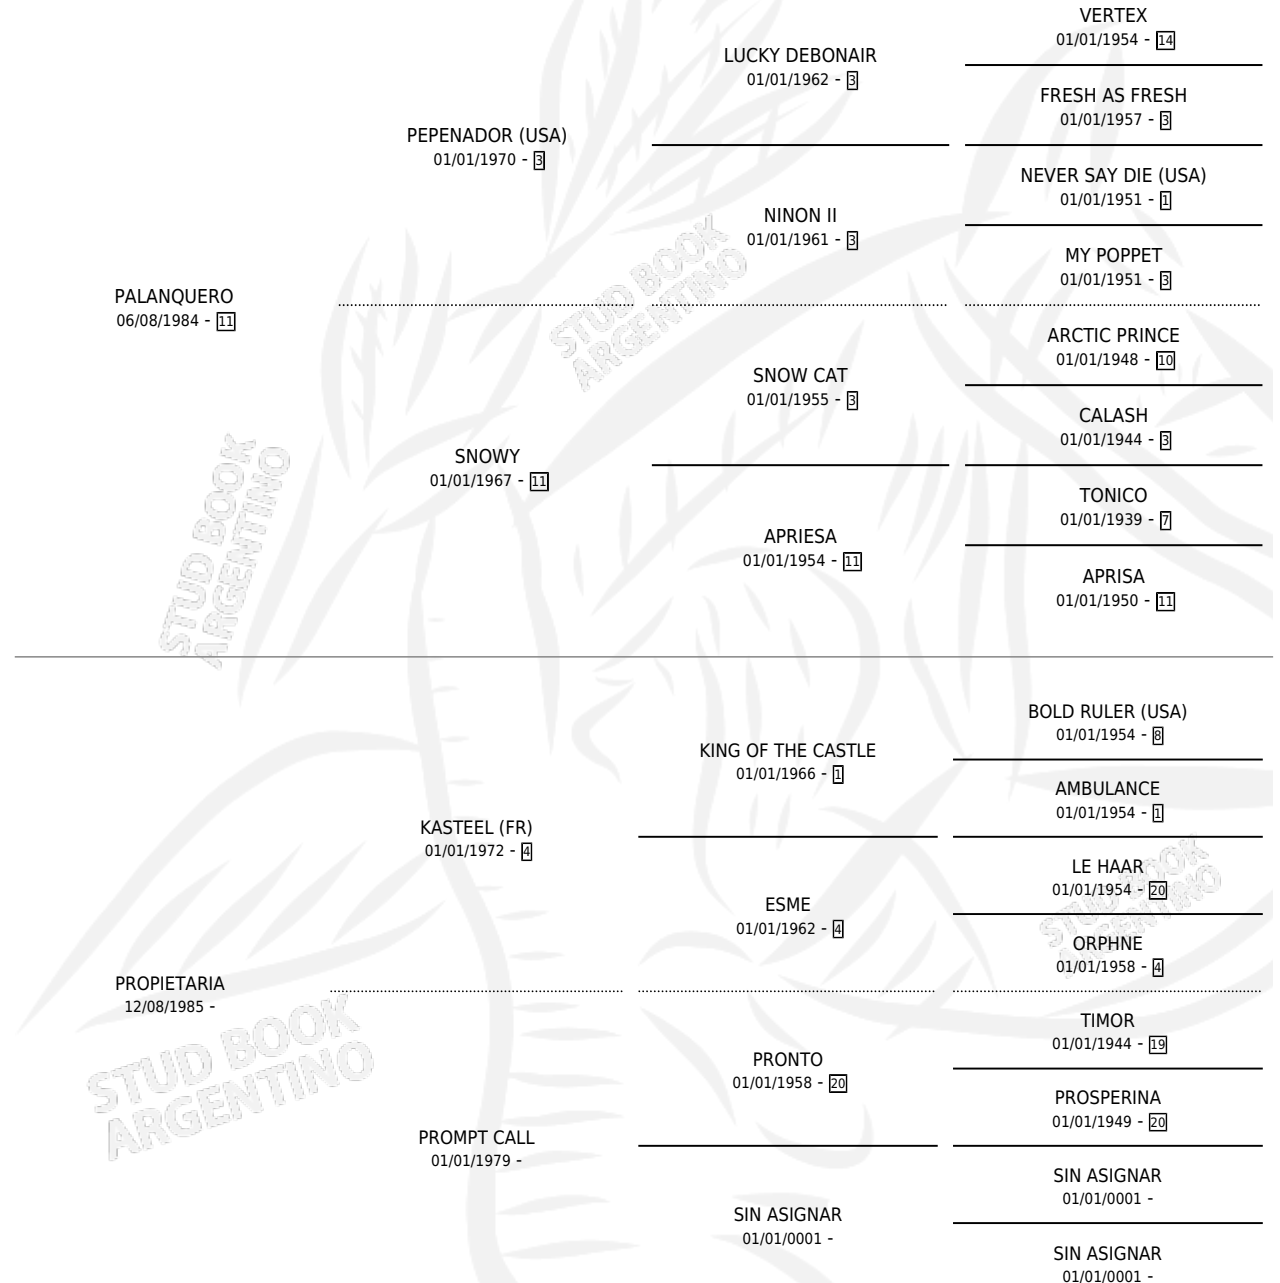 VERTEX
01/01/1954 - 14
LUCKY DEBONAIR
01/01/1962 - 3
FRESH AS FRESH
01/01/1957 - 3
PEPENADOR (USA)
01/01/1970 - 3
NEVER SAY DIE (USA)
01/01/1951 - 1
NINON II
01/01/1961 - 3
MY POPPET
01/01/1951 - 3
PALANQUERO
06/08/1984 - 11
ARCTIC PRINCE
01/01/1948 - 10
SNOW CAT
01/01/1955 - 3
CALASH
01/01/1944 - 3
SNOWY
01/01/1967 - 11
TONICO
01/01/1939 - 7
APRIESA
01/01/1954 - 11
APRISA
01/01/1950 - 11
BOLD RULER (USA)
01/01/1954 - 8
KING OF THE CASTLE
01/01/1966 - 1
AMBULANCE
01/01/1954 - 1
KASTEEL (FR)
01/01/1972 - 4
LE HAAR
01/01/1954 - 20
ESME
01/01/1962 - 4
ORPHNE
01/01/1958 - 4
PROPIETARIA
12/08/1985 -
TIMOR
01/01/1944 - 19
PRONTO
01/01/1958 - 20
PROSPERINA
01/01/1949 - 20
PROMPT CALL
01/01/1979 -
SIN ASIGNAR
01/01/0001 -
SIN ASIGNAR
01/01/0001 -
SIN ASIGNAR
01/01/0001 -
STUD BOOK
ARGENTINO
STUD BOOK
ARGENTINO
STUD BOOK
ARGENTINO
STUD BOOK
ARGENTINO